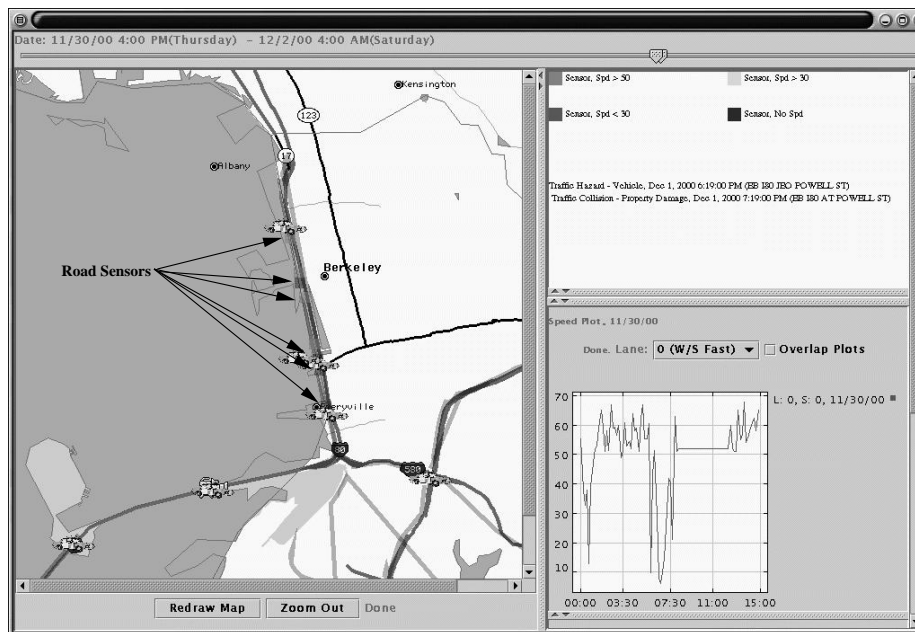 Date: 11/30/00 4:00 PM(Thursday) – 12/2/00 4:00 AM(Saturday)
Kensington
123
17
Albany
Road Sensors
Berkeley
80
580
Redraw Map
Zoom Out
Done
Sensor, Spd > 50
Sensor, Spd > 30
Sensor, Spd < 30
Sensor, No Spd
Traffic Hazard - Vehicle, Dec 1, 2000 6:19:00 PM (EB I80 JEO POWELL ST)
Traffic Collision - Property Damage, Dec 1, 2000 7:19:00 PM (EB I80 AT POWELL ST)
Speed Plot, 11/30/00
Done. Lane: 0 (W/S Fast) Overlap Plots
L: 0, S: 0, 11/30/00
70
60
50
40
30
20
10
00:00 03:30 07:30 11:00 15:00